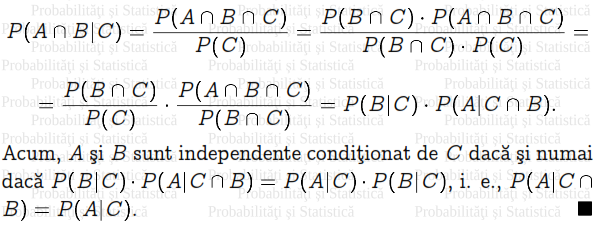 P(A ∩ B|C) = P(A ∩ B ∩ C) / P(C) = P(B ∩ C) · P(A ∩ B ∩ C) / P(B ∩ C) · P(C) =
= P(B ∩ C) / P(C) · P(A ∩ B ∩ C) / P(B ∩ C) = P(B|C) · P(A|C ∩ B).
Acum, A şi B sunt independente condiţionat de C dacă şi numai
dacă P(B|C) · P(A|C ∩ B) = P(A|C) · P(B|C), i. e., P(A|C ∩
B) = P(A|C). ■